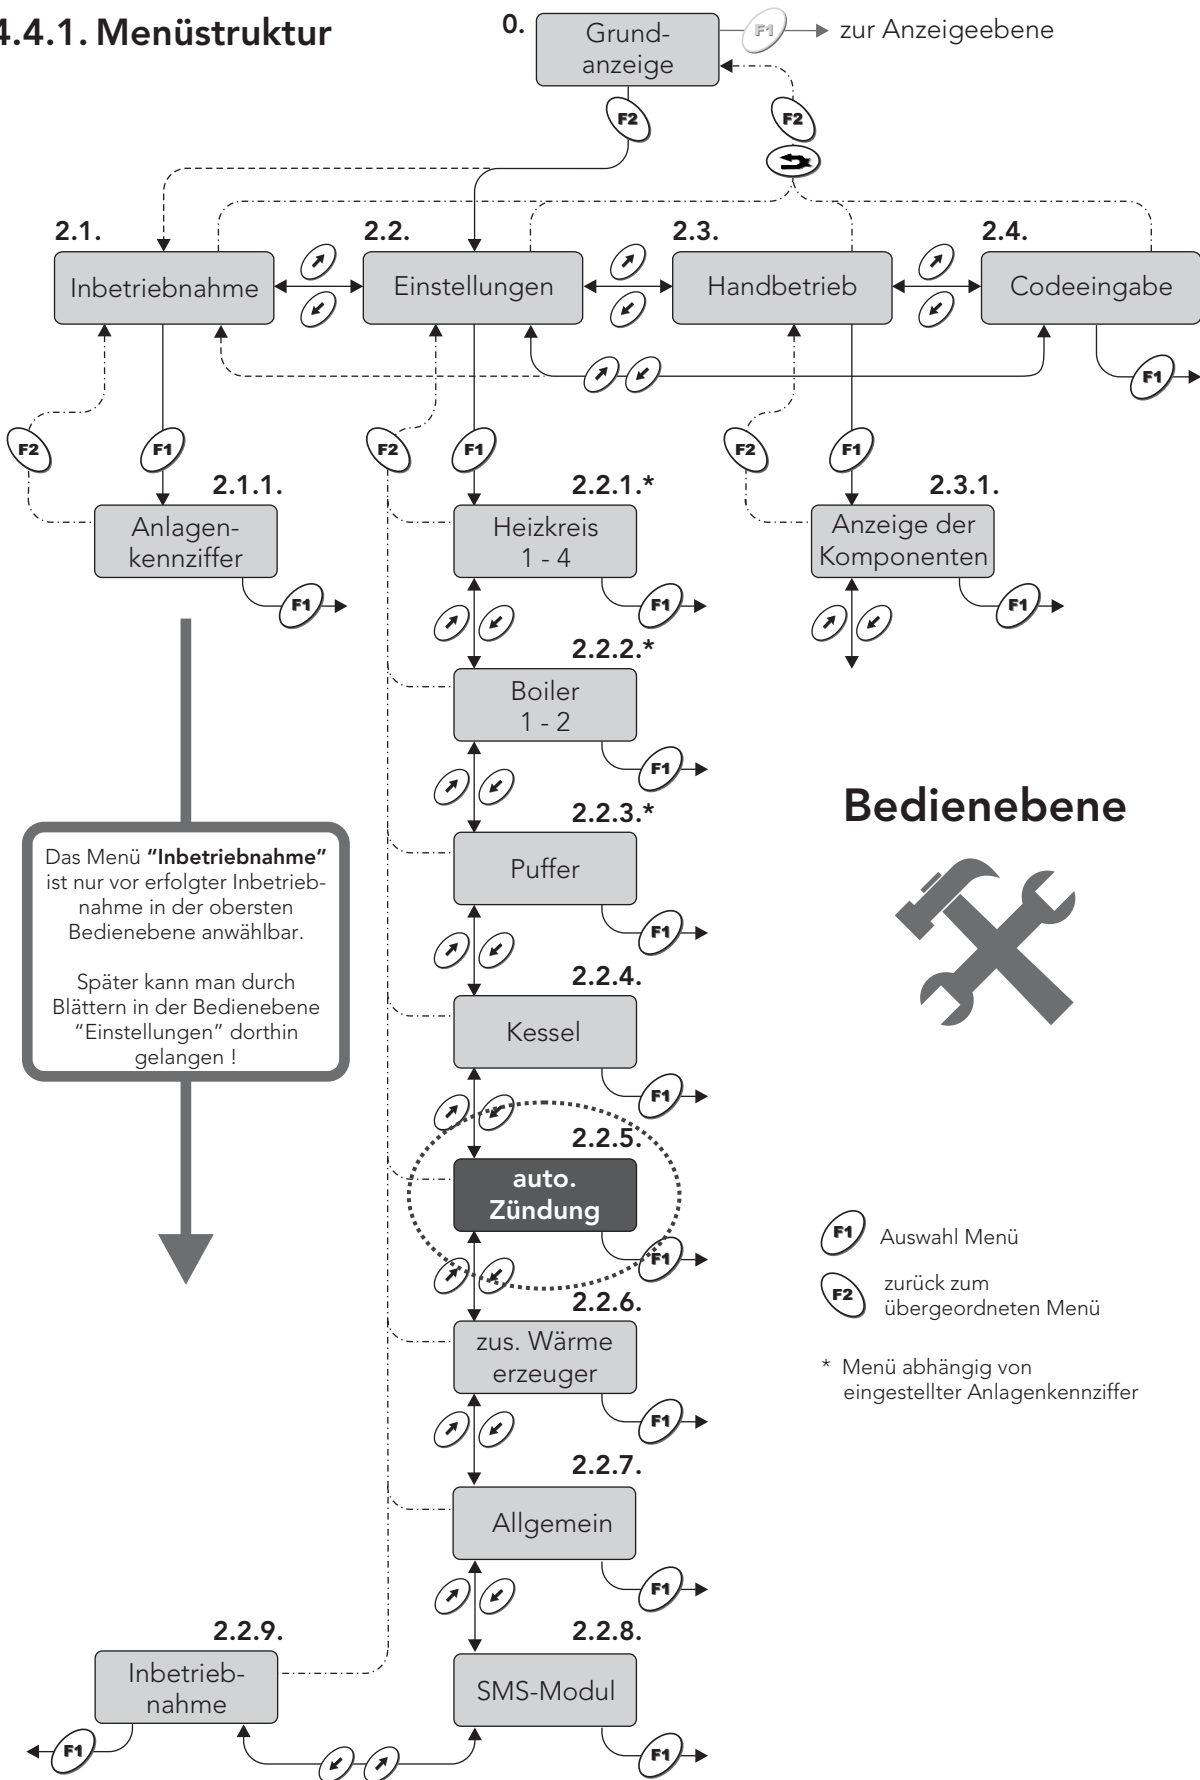 4.4.1. Menüstruktur
0.
Grund-
anzeige
F1
zur Anzeigeebene
F2
F2
2.1.
2.2.
2.3.
2.4.
Inbetriebnahme
Einstellungen
Handbetrieb
Codeeingabe
F1
F2
F1
F2
F1
F2
F1
2.1.1.
2.2.1.*
2.3.1.
Anlagen-
kennziffer
Heizkreis
1 - 4
Anzeige der
Komponenten
F1
F1
F1
2.2.2.*
Boiler
1 - 2
F1
2.2.3.*
Puffer
F1
Bedienebene
Das Menü "Inbetriebnahme"
ist nur vor erfolgter Inbetrieb-
nahme in der obersten
Bedienebene anwählbar.
Später kann man durch
Blättern in der Bedienebene
"Einstellungen" dorthin
gelangen !
2.2.4.
Kessel
F1
2.2.5.
auto.
Zündung
F1
F1 Auswahl Menü
F2 zurück zum
übergeordneten Menü
* Menü abhängig von
eingestellter Anlagenkennziffer
2.2.6.
zus. Wärme
erzeuger
F1
2.2.7.
Allgemein
F1
2.2.9.
2.2.8.
Inbetrieb-
nahme
SMS-Modul
F1
F1